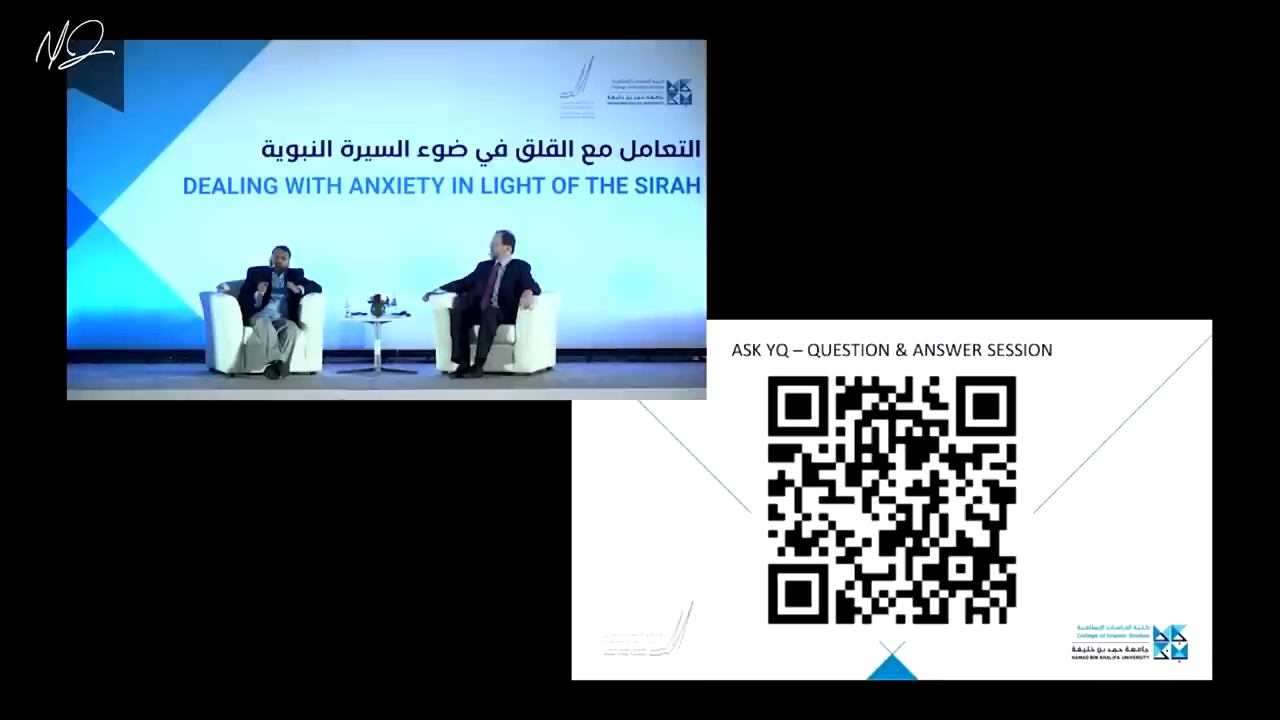 التعامل مع القلق في ضوء السيرة النبوية
DEALING WITH ANXIETY IN LIGHT OF THE SIRAH
ASK YQ – QUESTION & ANSWER SESSION
كلية الدراسات الإسلامية
College of Islamic Studies
جامعة حمد بن خليفة
HAMAD BIN KHALIFA UNIVERSITY